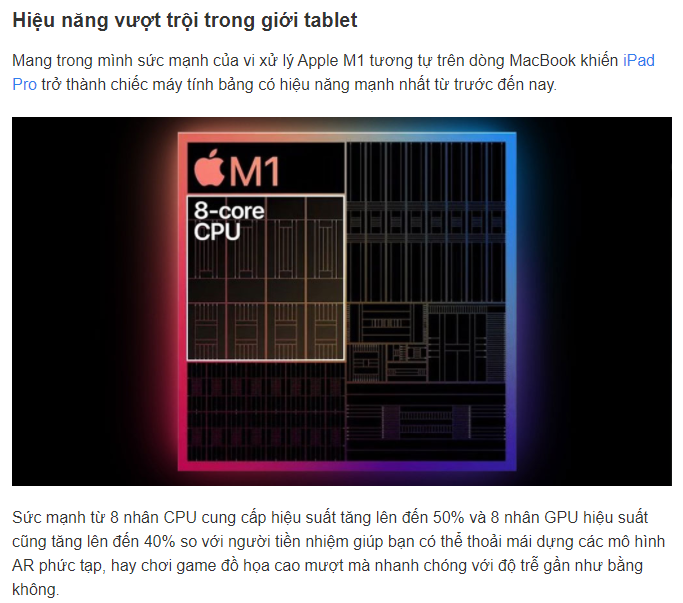 Hiệu năng vượt trội trong giới tablet
Mang trong mình sức mạnh của vi xử lý Apple M1 tương tự trên dòng MacBook khiến iPad
Pro trở thành chiếc máy tính bảng có hiệu năng mạnh nhất từ trước đến nay.
M1
8-core
CPU
Sức mạnh từ 8 nhân CPU cung cấp hiệu suất tăng lên đến 50% và 8 nhân GPU hiệu suất
cũng tăng lên đến 40% so với người tiền nhiệm giúp bạn có thể thoải mái dựng các mô hình
AR phức tạp, hay chơi game đồ họa cao mượt mà nhanh chóng với độ trễ gần như bằng
không.